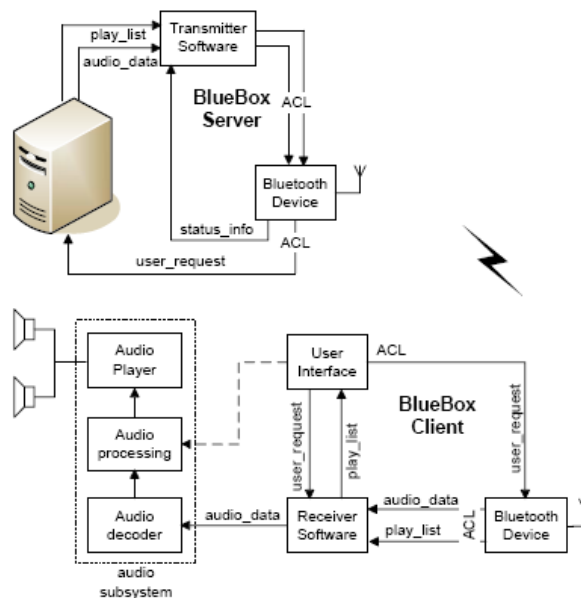 play_list
audio_data
Transmitter
Software
BlueBox
Server
ACL
Bluetooth
Device
status_info
ACL
user_request
Audio
Player
User
Interface
ACL
BlueBox
Client
Audio
processing
user_request
play_list
user_request
Audio
decoder
audio_data
Receiver
Software
audio_data
play_list
ACL
Bluetooth
Device
audio
subsystem